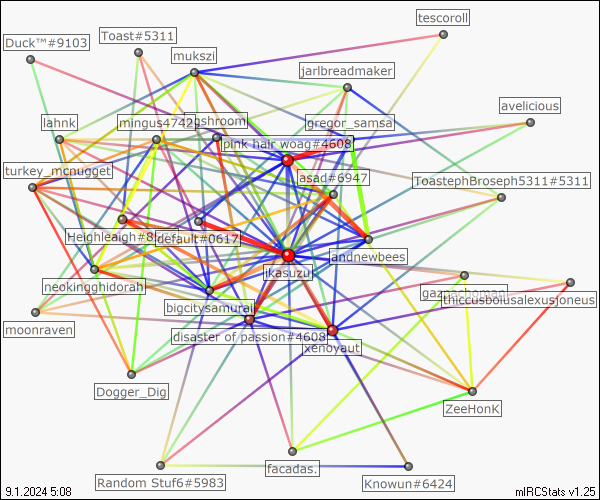 tescoroll
Toast#5311
Duck™#9103
mukszi
jarlbreadmaker
avelicious
lahnk
mingus4742
gshroom
gregor_samsa
pink hair woag#4608
turkey_mcnugget
asad#6947
ToastephBroseph5311#5311
Heighleaigh#8
default#0617
andnewbees
ikasuzu
neokingghidorah
thiccusboiusalexusjoneus
bigcitysamurai
moonraven
disaster of passion#4608
xenoyaut
Dogger_Dig
ZeeHonK
facadas.
Random Stuf6#5983
Knowun#6424
9.1.2024 5:08
mIRCStats v1.25